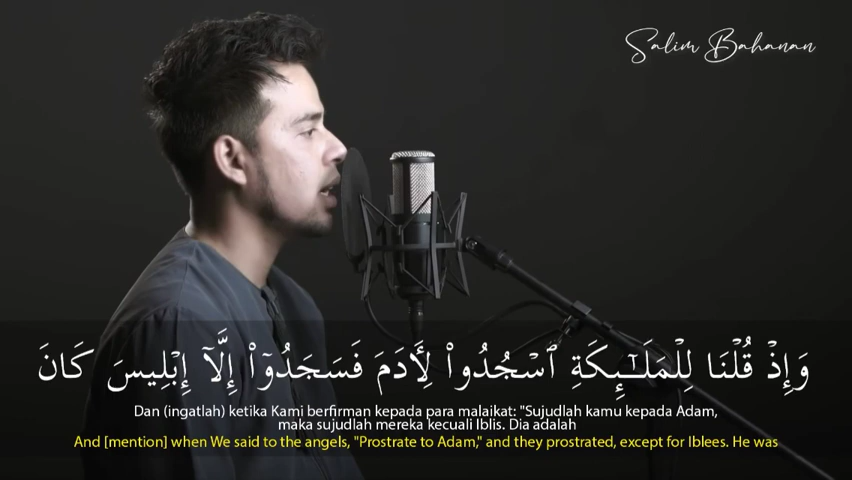 Salim Bahanan
وَإِذْ قُلْنَا لِلْمَلَـٰٓئِكَةِ ٱسْجُدُوا۟ لِـَٔادَمَ فَسَجَدُوٓا۟ إِلَّآ إِبْلِيسَ كَانَ
Dan (ingatlah) ketika Kami berfirman kepada para malaikat: "Sujudlah kamu kepada Adam,
maka sujudlah mereka kecuali Iblis. Dia adalah
And [mention] when We said to the angels, "Prostrate to Adam," and they prostrated, except for Iblees. He was